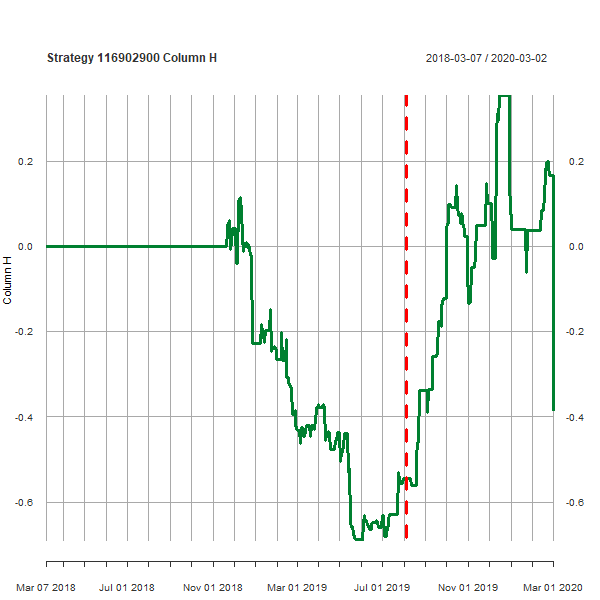 Strategy 116902900 Column H
2018-03-07 / 2020-03-02
Column H
0.2
0.0
-0.2
-0.4
-0.6
0.2
0.0
-0.2
-0.4
-0.6
Mar 07 2018
Jul 01 2018
Nov 01 2018
Mar 01 2019
Jul 01 2019
Nov 01 2019
Mar 01 2020